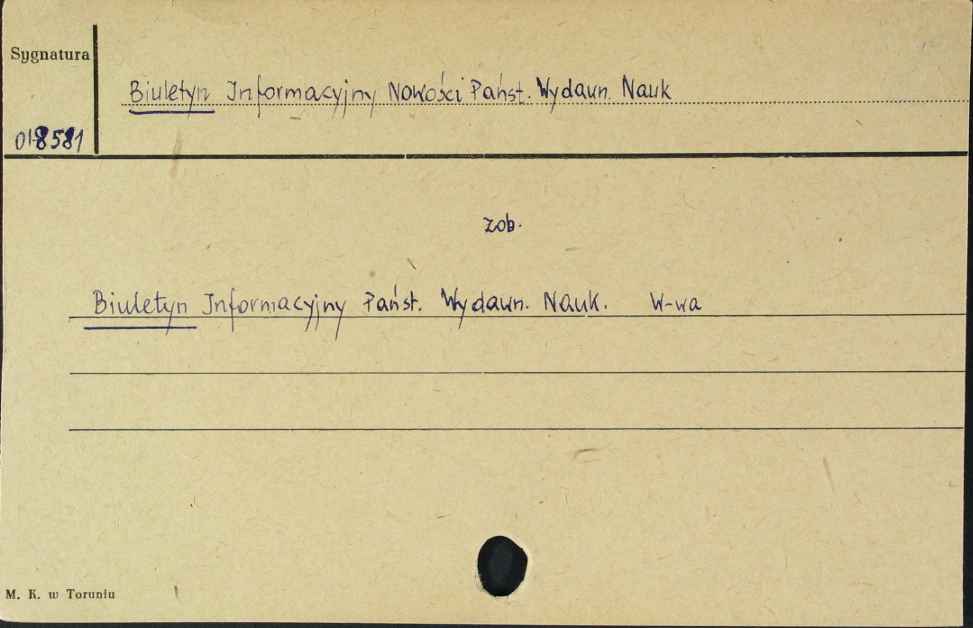 Sygnatura
Biuletyn Informacyjny Nowości Państ. Wydawn. Nauk
018581
zob.
Biuletyn Informacyjny Państ. Wydawn. Nauk. W-wa
M. K. w Toruniu